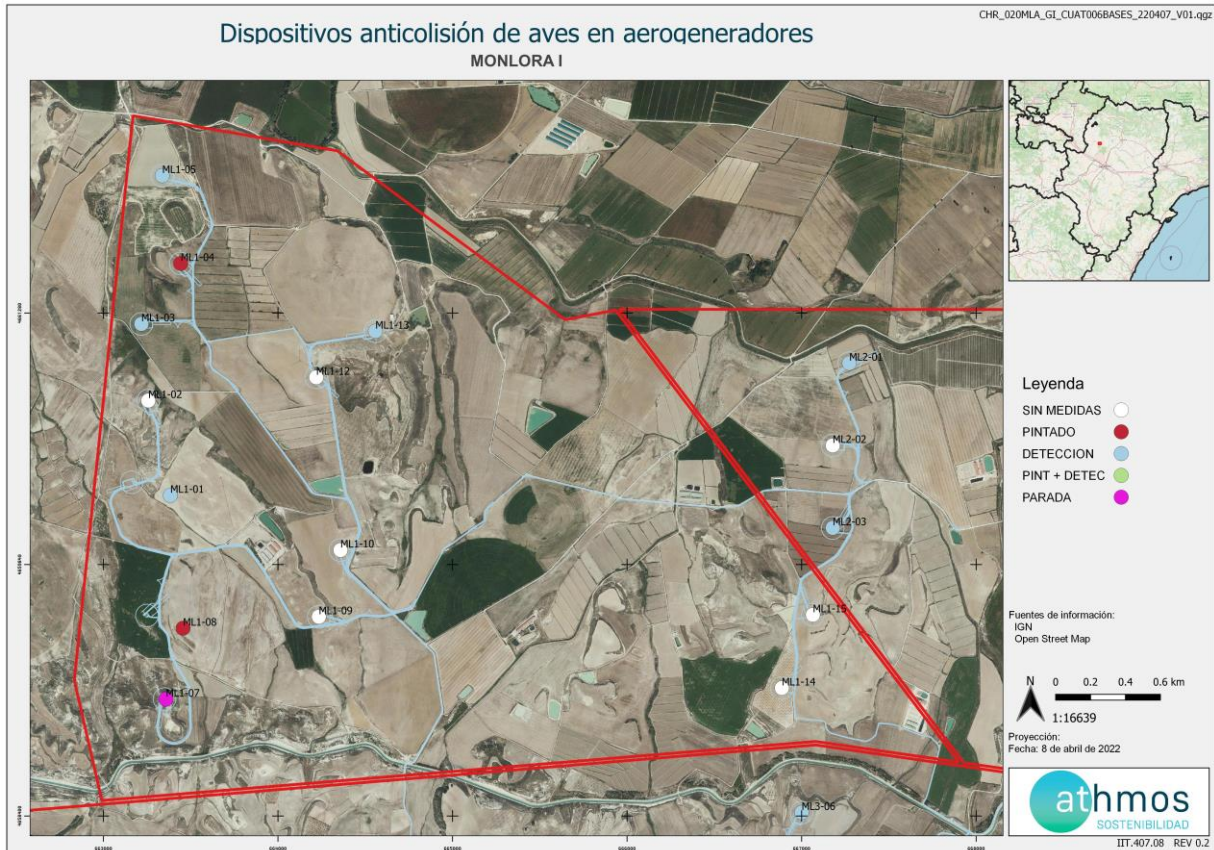 CHR_020MLA_GI_CUAT006BASES_220407_V01.qgz
Dispositivos anticolisión de aves en aerogeneradores
MONLORA I
ML1-05
ML1-04
ML1-03
ML1-13
ML1-12
ML1-02
ML1-01
ML1-10
ML1-09
ML1-08
ML1-07
ML2-01
ML2-02
ML2-03
ML1-15
ML1-14
ML3-06
Leyenda
SIN MEDIDAS
PINTADO
DETECCION
PINT + DETEC
PARADA
Fuentes de información:
IGN
Open Street Map
N
0 0.2 0.4 0.6 km
1:16639
Proyección:
Fecha: 8 de abril de 2022
athmos
SOSTENIBILIDAD
IIT.407.08 REV 0.2